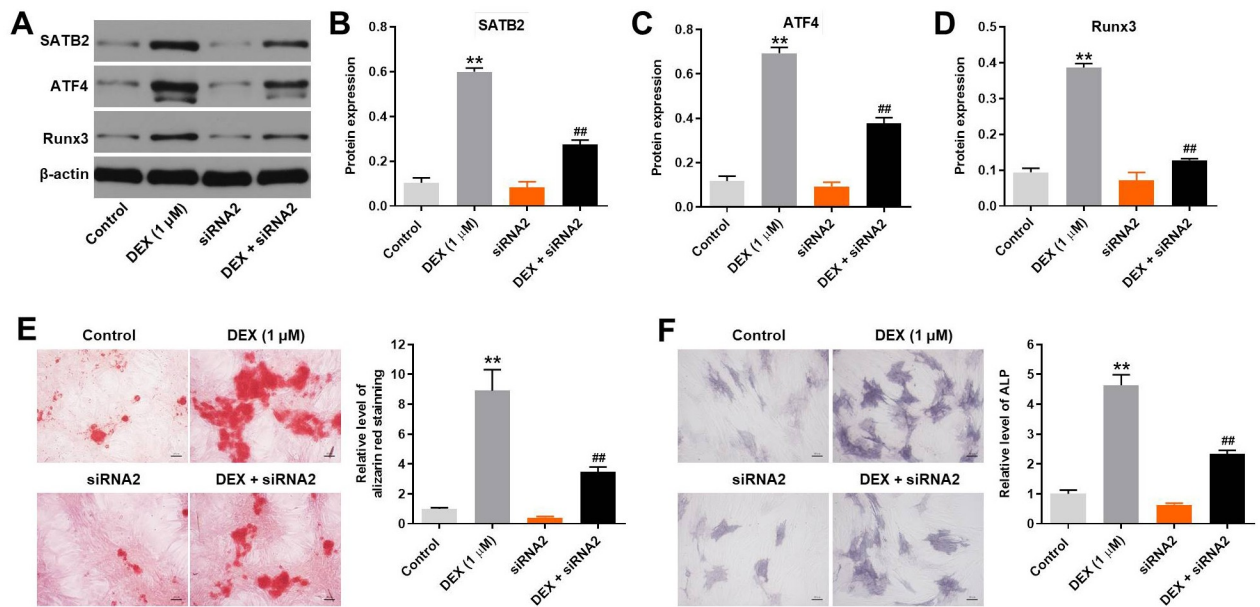 A
SATB2
ATF4
Runx3
β-actin
Control
DEX (1 μM)
siRNA2
DEX + siRNA2
B
SATB2
**
##
Protein expression
0.8
0.6
0.4
0.2
0.0
Control
DEX (1 μM)
siRNA2
DEX + siRNA2
C
ATF4
**
##
Protein expression
0.8
0.6
0.4
0.2
0.0
Control
DEX (1 μM)
siRNA2
DEX + siRNA2
D
Runx3
**
##
Protein expression
0.5
0.4
0.3
0.2
0.1
0.0
Control
DEX (1 μM)
siRNA2
DEX + siRNA2
E
Control
DEX (1 μM)
siRNA2
DEX + siRNA2
Relative level of
alizarin red stainning
12
10
8
6
4
2
0
**
##
Control
DEX (1 μM)
siRNA2
DEX + siRNA2
F
Control
DEX (1 μM)
siRNA2
DEX + siRNA2
Relative level of ALP
6
5
4
3
2
1
0
**
##
Control
DEX (1 μM)
siRNA2
DEX + siRNA2